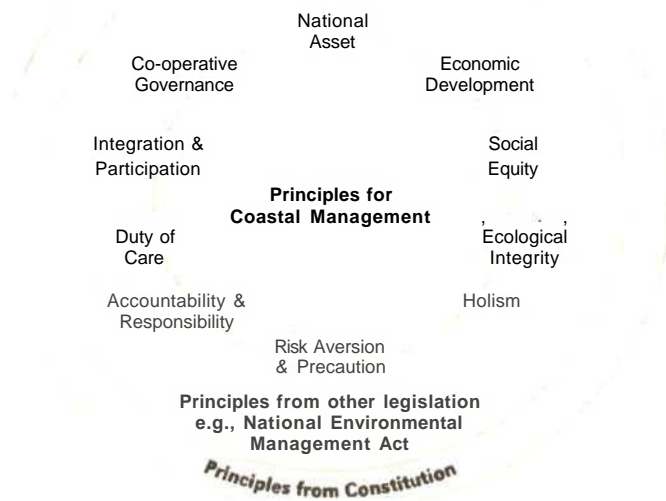 National
Asset
Co-operative
Governance
Economic
Development
Integration &
Participation
Social
Equity
Principles for
Coastal Management
Duty of
Care
Ecological
Integrity
Accountability &
Responsibility
Holism
Risk Aversion
& Precaution
Principles from other legislation
e.g., National Environmental
Management Act
Principles from Constitution